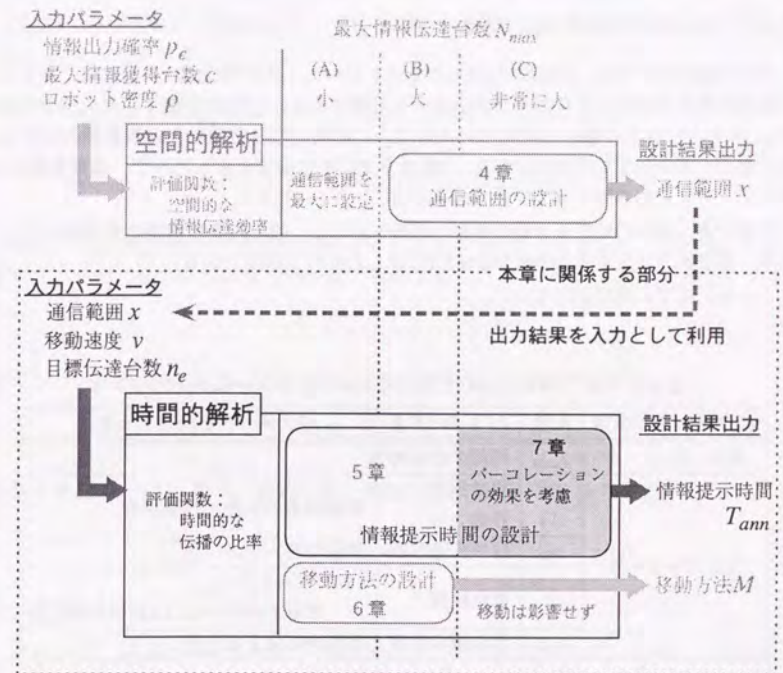 入力パラメータ
情報出力確率 p_c
最大情報獲得台数 c
ロボット密度 ρ
最大情報伝達台数 N_max
(A) (B) (C)
小 大 非常に大
空間的解析
評価関数：
空間的な
情報伝達効率
通信範囲を
最大に設定
4章
通信範囲の設計
設計結果出力
通信範囲 x
本章に関係する部分
入力パラメータ
通信範囲 x
移動速度 v
目標伝達台数 n_e
出力結果を入力として利用
時間的解析
評価関数：
時間的な
伝播の比率
5章
7章
パーコレーション
の効果を考慮
情報提示時間の設計
設計結果出力
情報提示時間
T_ann
移動方法の設計
6章
移動は影響せず
移動方法 M